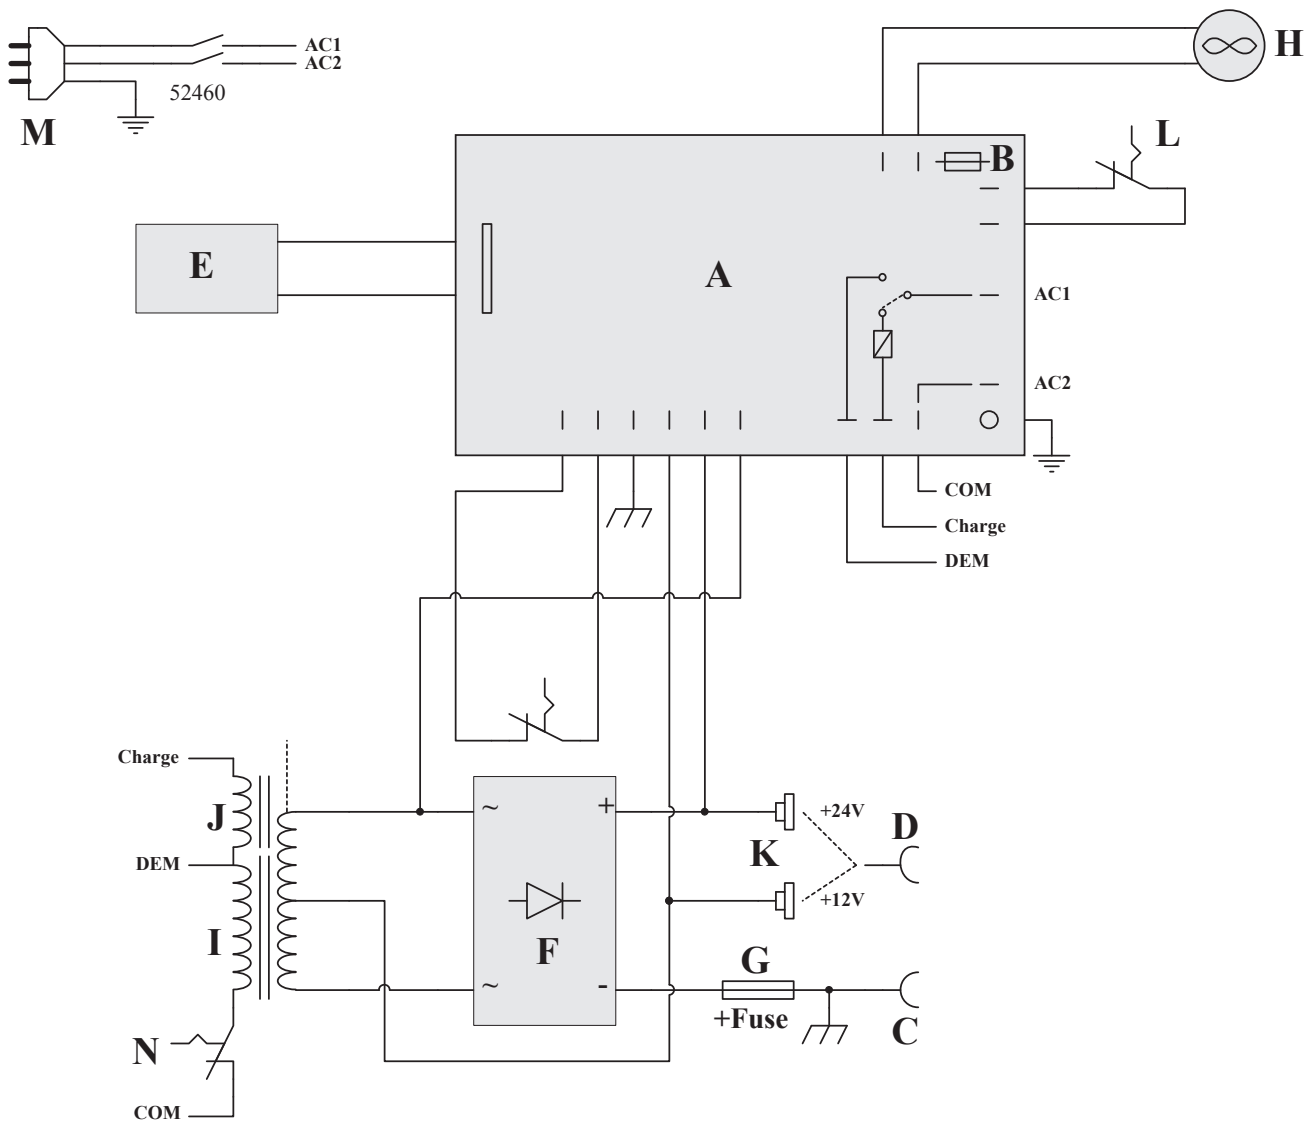 AC1
AC2
52460
M
H
L
B
E
A
AC1
AC2
COM
Charge
DEM
Charge
J
DEM
I
N
COM
~
+
~
-
F
K
+24V
+12V
D
G
+Fuse
C